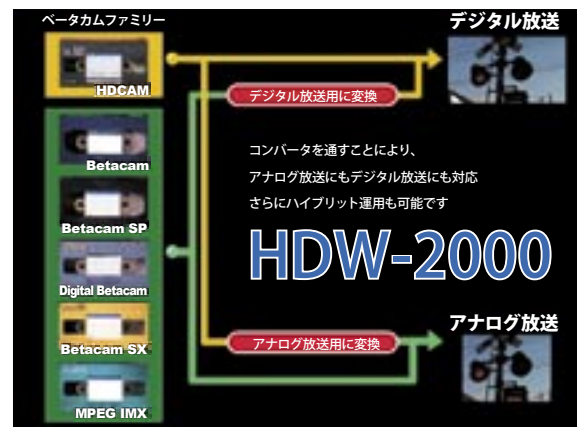 ベータカムファミリー
デジタル放送
HDCAM
デジタル放送用に変換
Betacam
コンバータを通すことにより、
アナログ放送にもデジタル放送にも対応
さらにハイブリット運用も可能です
Betacam SP
HDW-2000
Digital Betacam
アナログ放送
Betacam SX
アナログ放送用に変換
MPEG IMX